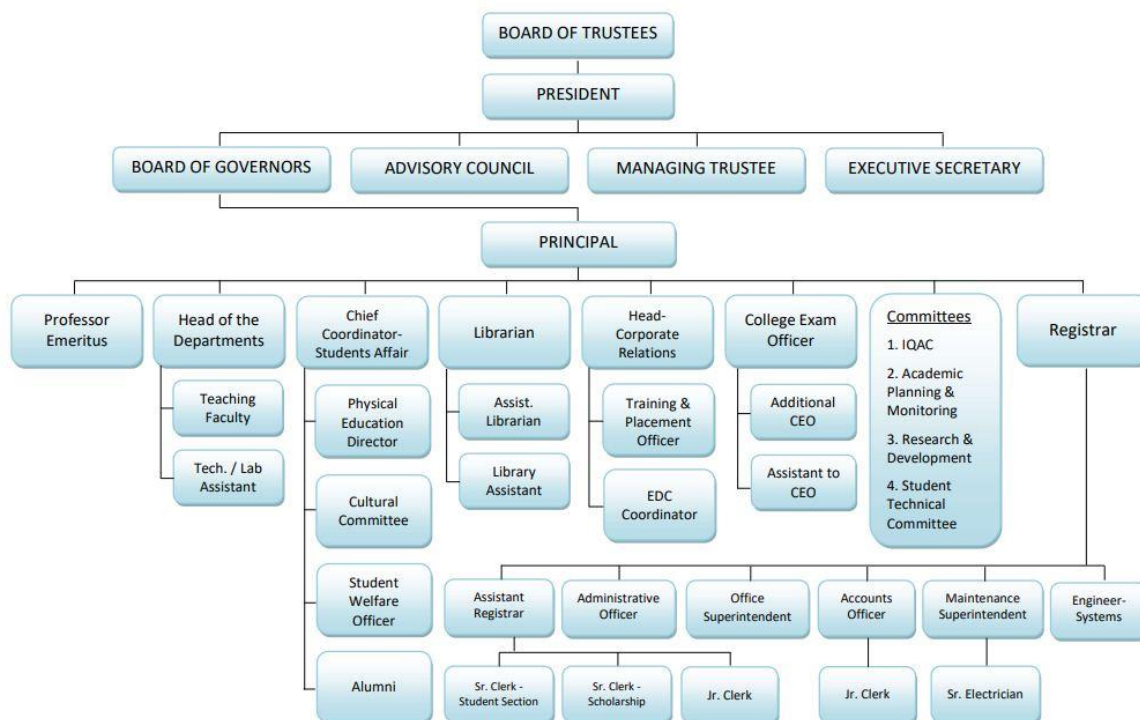 BOARD OF TRUSTEES
PRESIDENT
BOARD OF GOVERNORS
ADVISORY COUNCIL
MANAGING TRUSTEE
EXECUTIVE SECRETARY
PRINCIPAL
Professor
Emeritus
Head of the
Departments
Chief
Coordinator-
Students Affair
Librarian
Head-
Corporate
Relations
College Exam
Officer
Committees
1. IQAC
2. Academic
Planning &
Monitoring
3. Research &
Development
4. Student
Technical
Committee
Registrar
Teaching
Faculty
Tech. / Lab
Assistant
Physical
Education
Director
Cultural
Committee
Student
Welfare
Officer
Alumni
Assist.
Librarian
Library
Assistant
Training &
Placement
Officer
EDC
Coordinator
Additional
CEO
Assistant to
CEO
Assistant
Registrar
Administrative
Officer
Office
Superintendent
Accounts
Officer
Maintenance
Superintendent
Engineer-
Systems
Sr. Clerk -
Student Section
Sr. Clerk -
Scholarship
Jr. Clerk
Jr. Clerk
Sr. Electrician